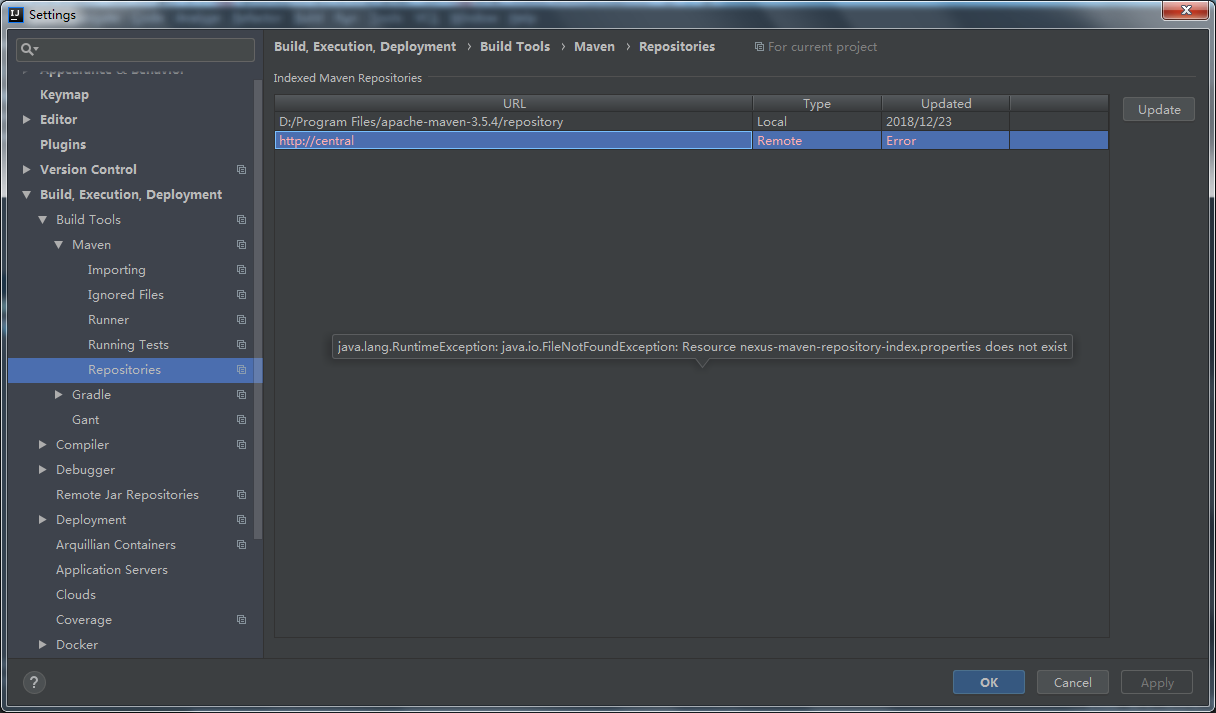 Settings
Appearance & Behavior
Keymap
Editor
Plugins
Version Control
Build, Execution, Deployment
Build Tools
Maven
Importing
Ignored Files
Runner
Running Tests
Repositories
Gradle
Gant
Compiler
Debugger
Remote Jar Repositories
Deployment
Arquillian Containers
Application Servers
Clouds
Coverage
Docker
Build, Execution, Deployment › Build Tools › Maven › Repositories For current project
Indexed Maven Repositories
URL Type Updated
D:/Program Files/apache-maven-3.5.4/repository Local 2018/12/23
http://central Remote Error
Update
java.lang.RuntimeException: java.io.FileNotFoundException: Resource nexus-maven-repository-index.properties does not exist
?
OK Cancel Apply